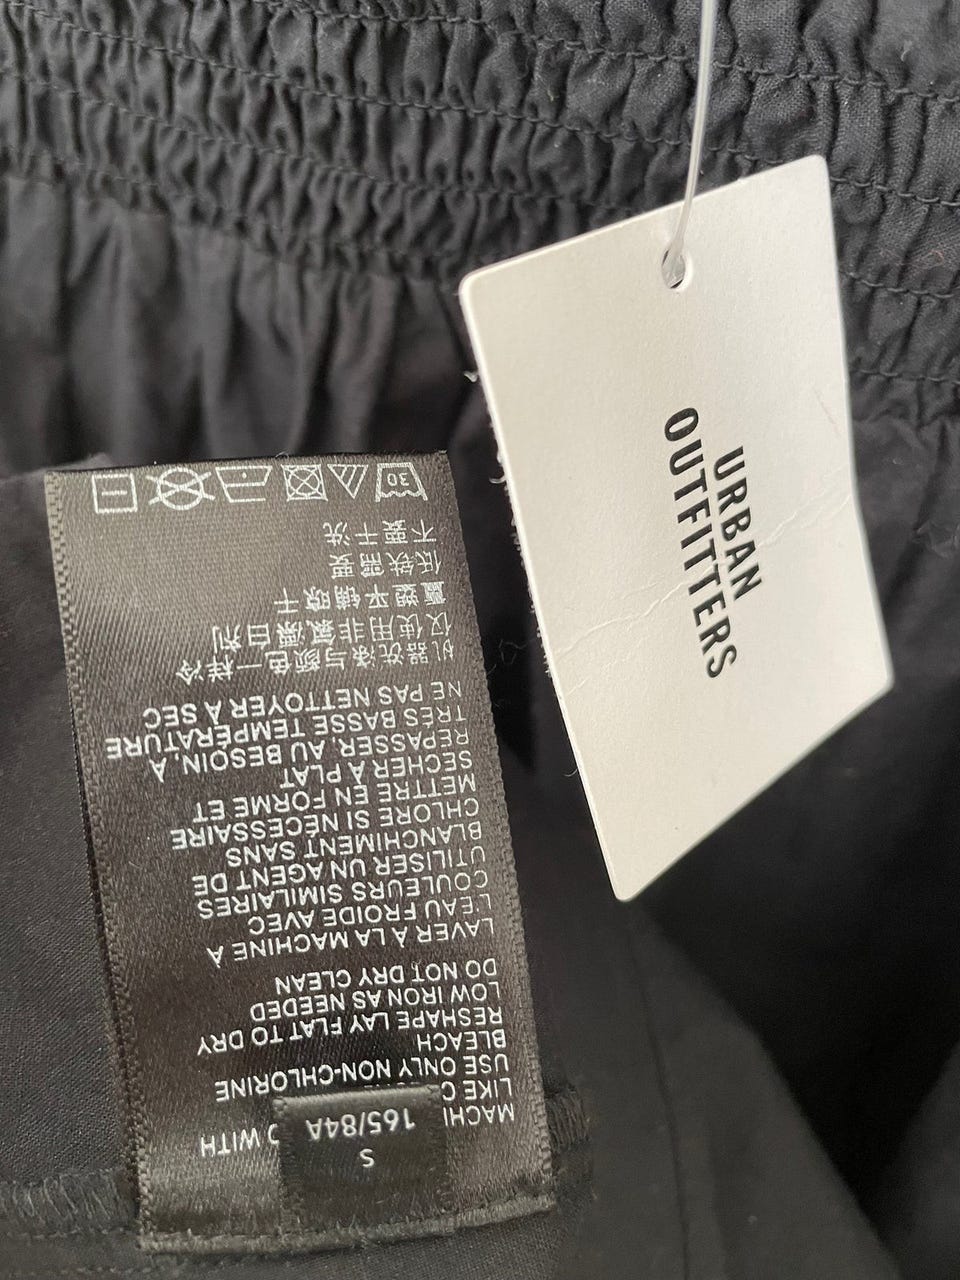 URBAN
OUTFITTERS
S
165/84A
MACHI
D WITH
LIKE C
USE ONLY NON-CHLORINE
BLEACH
RESHAPE LAY FLAT TO DRY
LOW IRON AS NEEDED
DO NOT DRY CLEAN
LAVER À LA MACHINE À
L'EAU FROIDE AVEC
COULEURS SIMILAIRES
UTILISER UN AGENT DE
BLANCHIMENT SANS
CHLORE SI NÉCESSAIRE
METTRE EN FORME ET
SÉCHER À PLAT
REPASSER, AU BESOIN, À
TRÈS BASSE TEMPÉRATURE
NE PAS NETTOYER À SEC
机器洗涤与颜色一样冷
仅使用非氯漂白剂
重塑平铺晾干
低铁需要
不要干洗
30